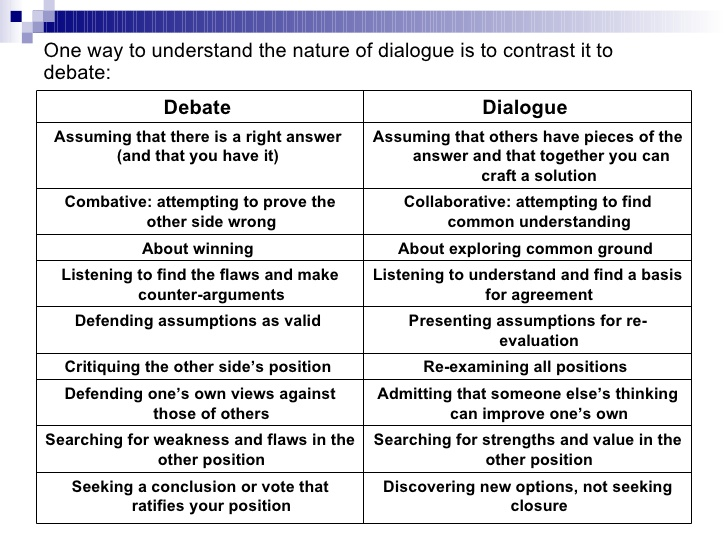 One way to understand the nature of dialogue is to contrast it to
debate:
Debate
Dialogue
Assuming that there is a right answer
(and that you have it)
Assuming that others have pieces of the
answer and that together you can
craft a solution
Combative: attempting to prove the
other side wrong
Collaborative: attempting to find
common understanding
About winning
About exploring common ground
Listening to find the flaws and make
counter-arguments
Listening to understand and find a basis
for agreement
Defending assumptions as valid
Presenting assumptions for re-
evaluation
Critiquing the other side’s position
Re-examining all positions
Defending one’s own views against
those of others
Admitting that someone else’s thinking
can improve one’s own
Searching for weakness and flaws in the
other position
Searching for strengths and value in the
other position
Seeking a conclusion or vote that
ratifies your position
Discovering new options, not seeking
closure